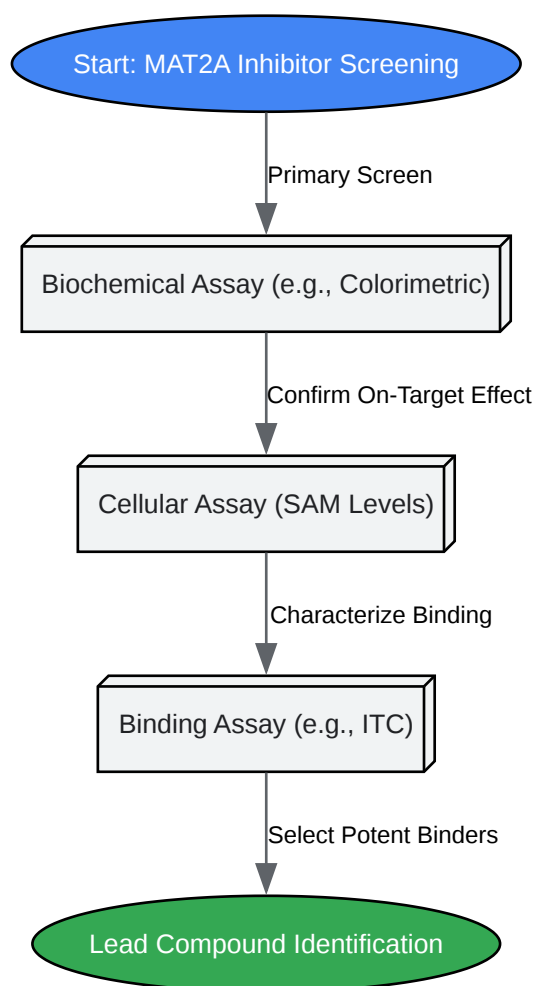 Start: MAT2A Inhibitor Screening
Primary Screen
Biochemical Assay (e.g., Colorimetric)
Confirm On-Target Effect
Cellular Assay (SAM Levels)
Characterize Binding
Binding Assay (e.g., ITC)
Select Potent Binders
Lead Compound Identification